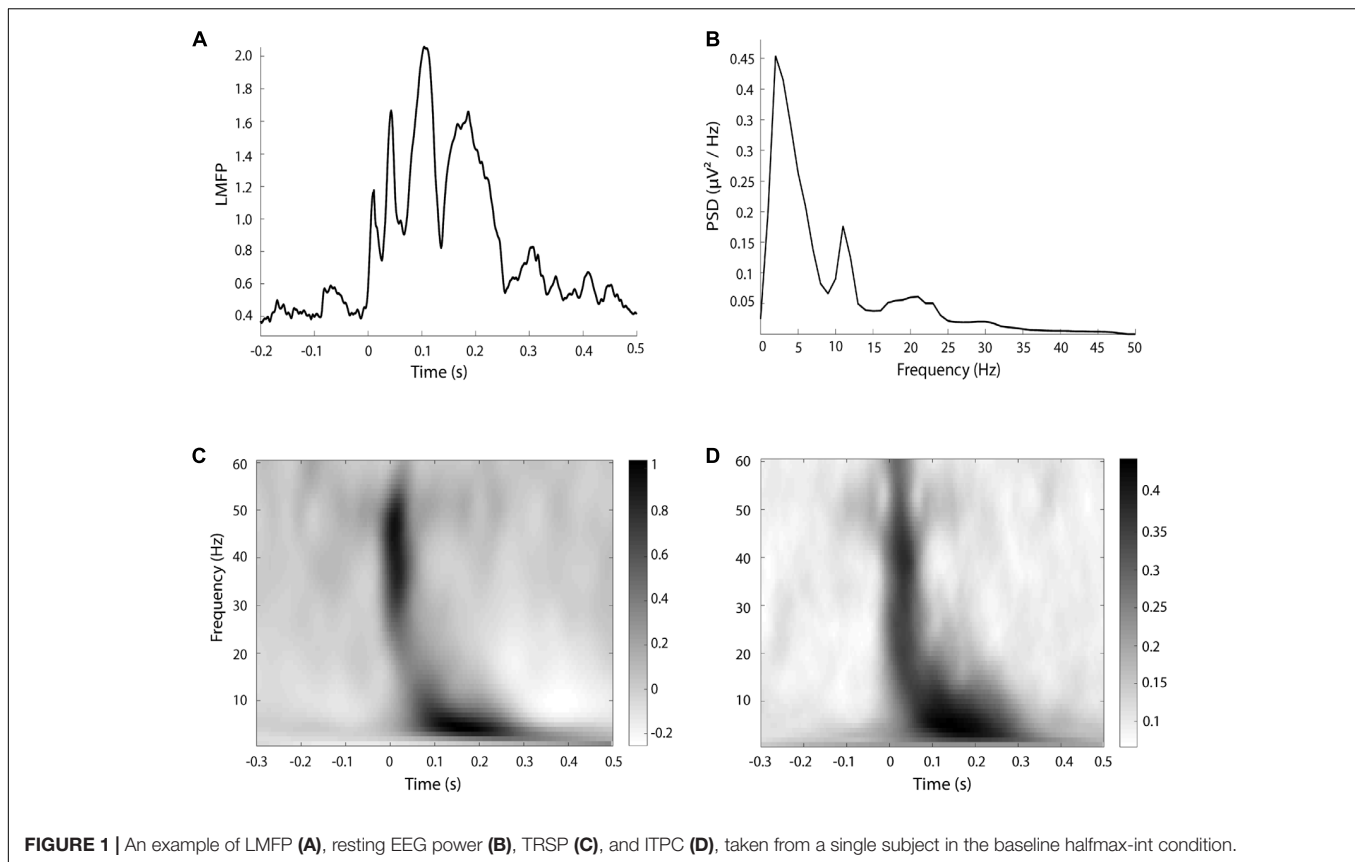 A
2.0
1.8
1.6
1.4
1.2
1.0
0.8
0.6
0.4
LMFP
-0.2 -0.1 0 0.1 0.2 0.3 0.4 0.5
Time (s)
B
0.45
0.4
0.3
0.3
0.25
0.2
0.15
0.1
0.05
PSD (µV² / Hz)
0 5 10 15 20 25 30 35 40 45 50
Frequency (Hz)
C
60
50
40
30
20
10
Frequency (Hz)
-0.3 -0.2 -0.1 0 0.1 0.2 0.3 0.4 0.5
Time (s)
1
0.8
0.6
0.4
0.2
0
-0.2
D
60
50
40
30
20
10
-0.3 -0.2 -0.1 0 0.1 0.2 0.3 0.4 0.5
Time (s)
0.4
0.35
0.3
0.25
0.2
0.15
0.1
FIGURE 1 | An example of LMFP (A), resting EEG power (B), TRSP (C), and ITPC (D), taken from a single subject in the baseline halfmax-int condition.